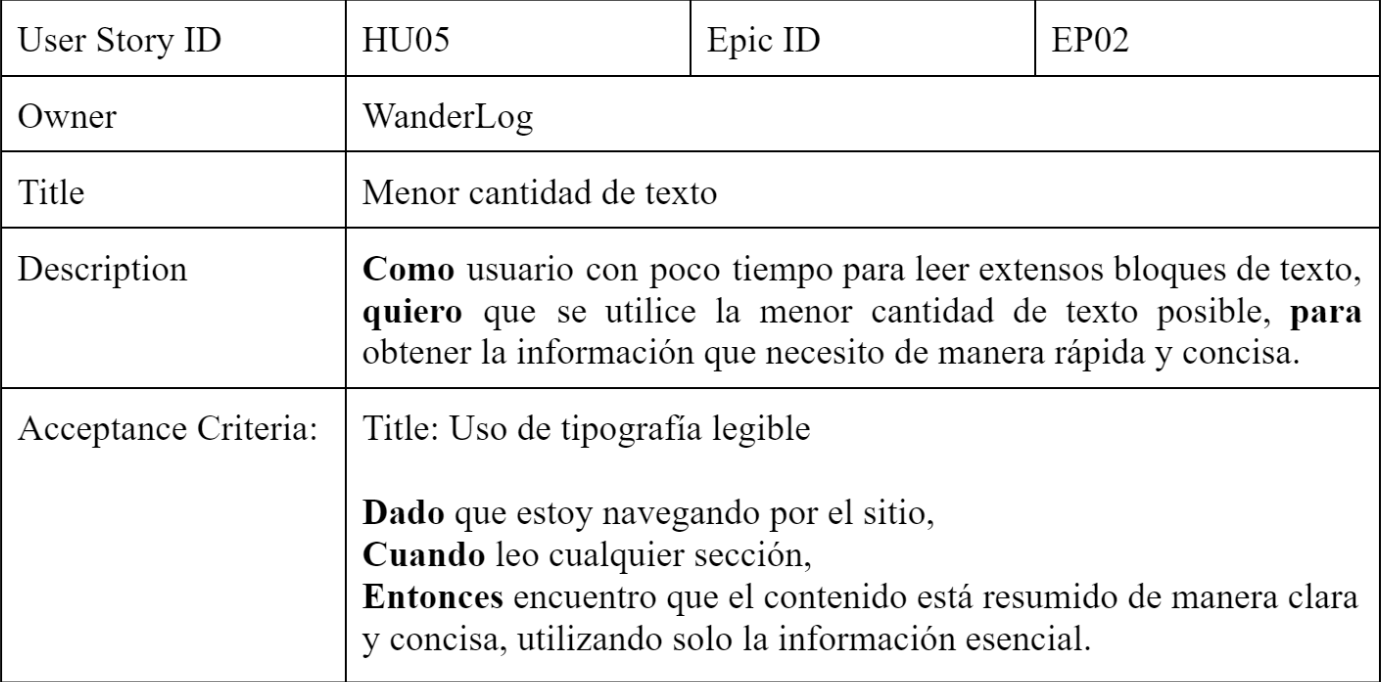 User Story ID HU05 Epic ID EP02
Owner WanderLog
Title Menor cantidad de texto
Description Como usuario con poco tiempo para leer extensos bloques de texto,
quiero que se utilice la menor cantidad de texto posible, para
obtener la información que necesito de manera rápida y concisa.
Acceptance Criteria: Title: Uso de tipografía legible
Dado que estoy navegando por el sitio,
Cuando leo cualquier sección,
Entonces encuentro que el contenido está resumido de manera clara
y concisa, utilizando solo la información esencial.